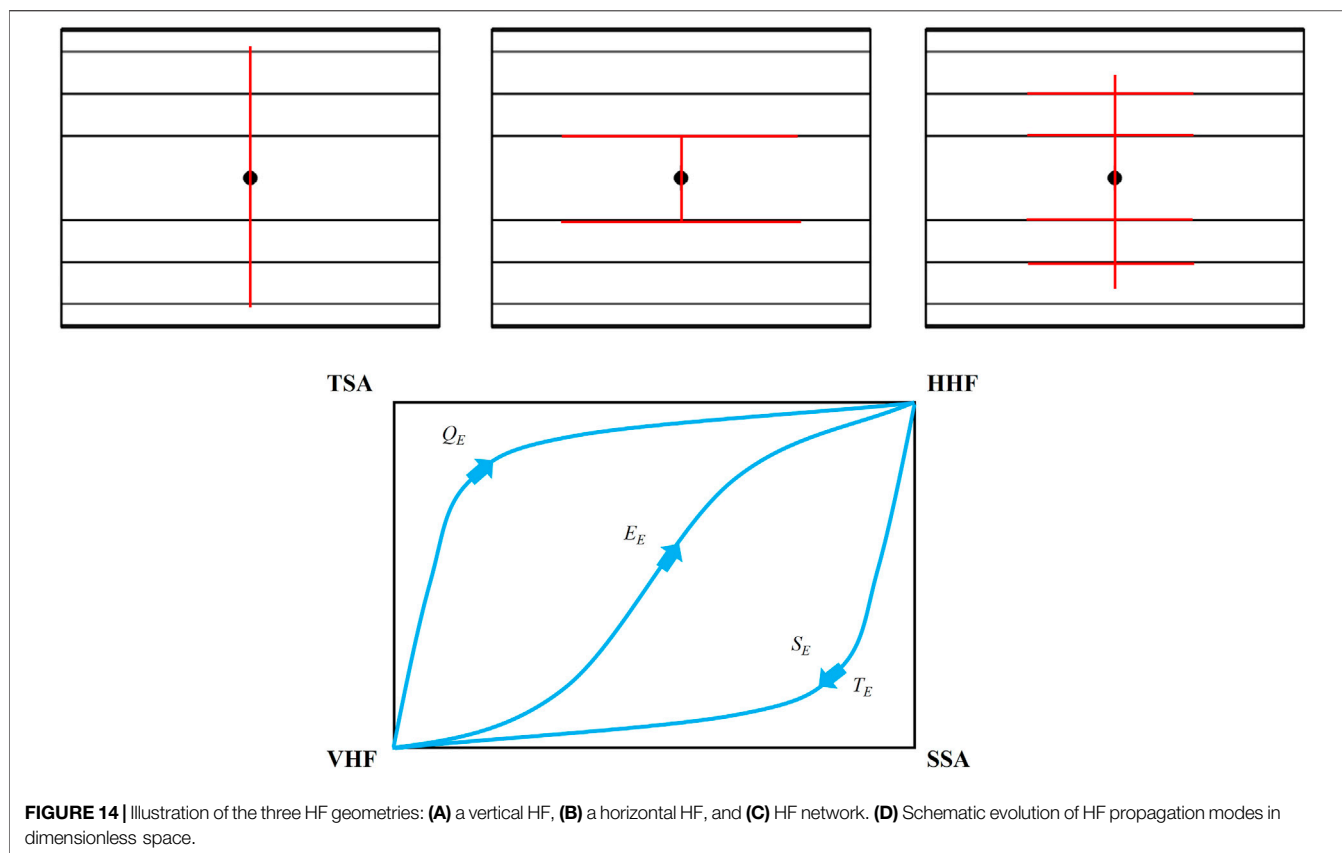 TSA
HHF
Q_E
E_E
S_E
T_E
VHF
SSA
FIGURE 14 | Illustration of the three HF geometries: (A) a vertical HF, (B) a horizontal HF, and (C) HF network. (D) Schematic evolution of HF propagation modes in
dimensionless space.